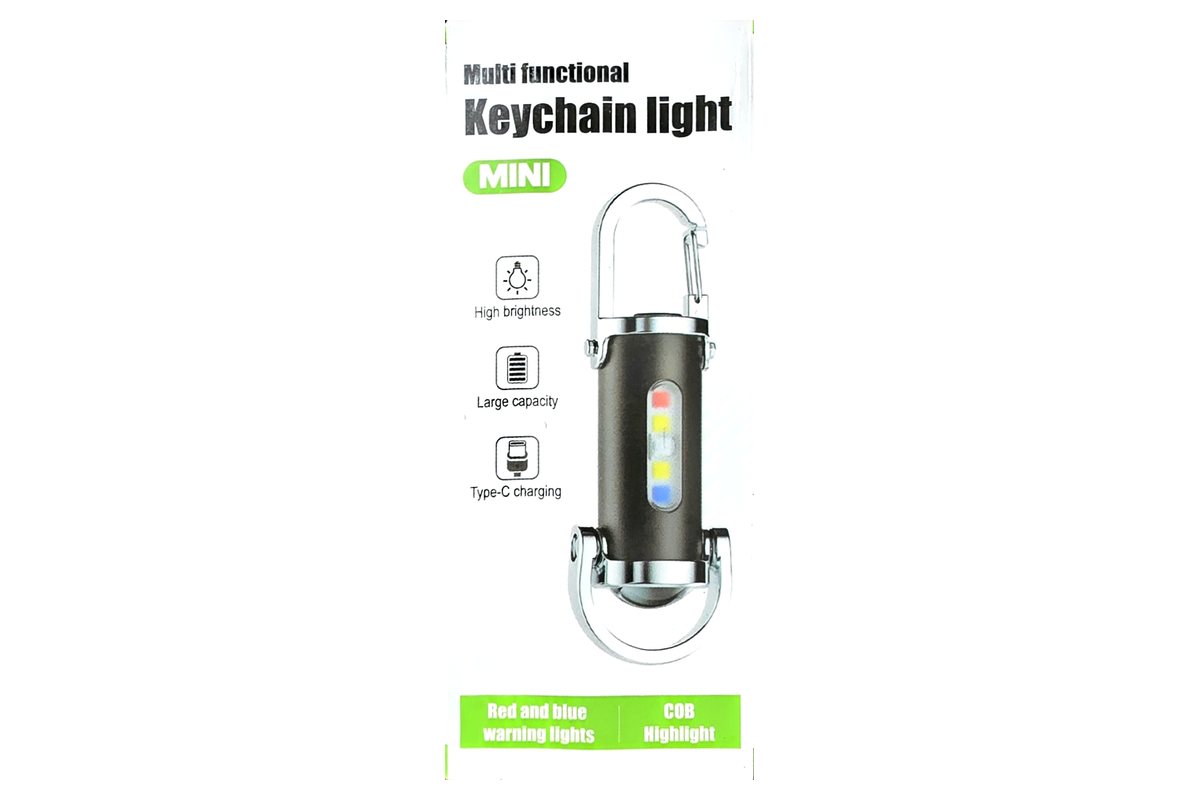 Multi functional
Keychain light
MINI
High brightness
Large capacity
Type-C charging
Red and blue
warning lights
COB
Highlight